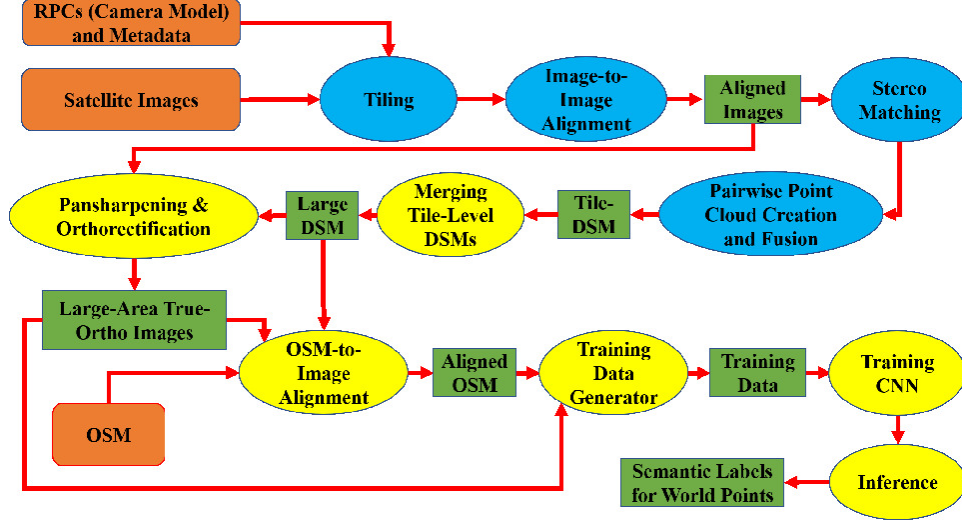 RPCs (Camera Model)
and Metadata
Satellite Images
Tiling
Image-to-
Image
Alignment
Aligned
Images
Stereo
Matching
Pansharpening &
Orthorectification
Large
DSM
Merging
Tile-Level
DSMs
Tile-
DSM
Pairwise Point
Cloud Creation
and Fusion
Large-Area True-
Ortho Images
OSM-to-
Image
Alignment
Aligned
OSM
Training
Data
Generator
Training
Data
Training
CNN
OSM
Semantic Labels
for World Points
Inference